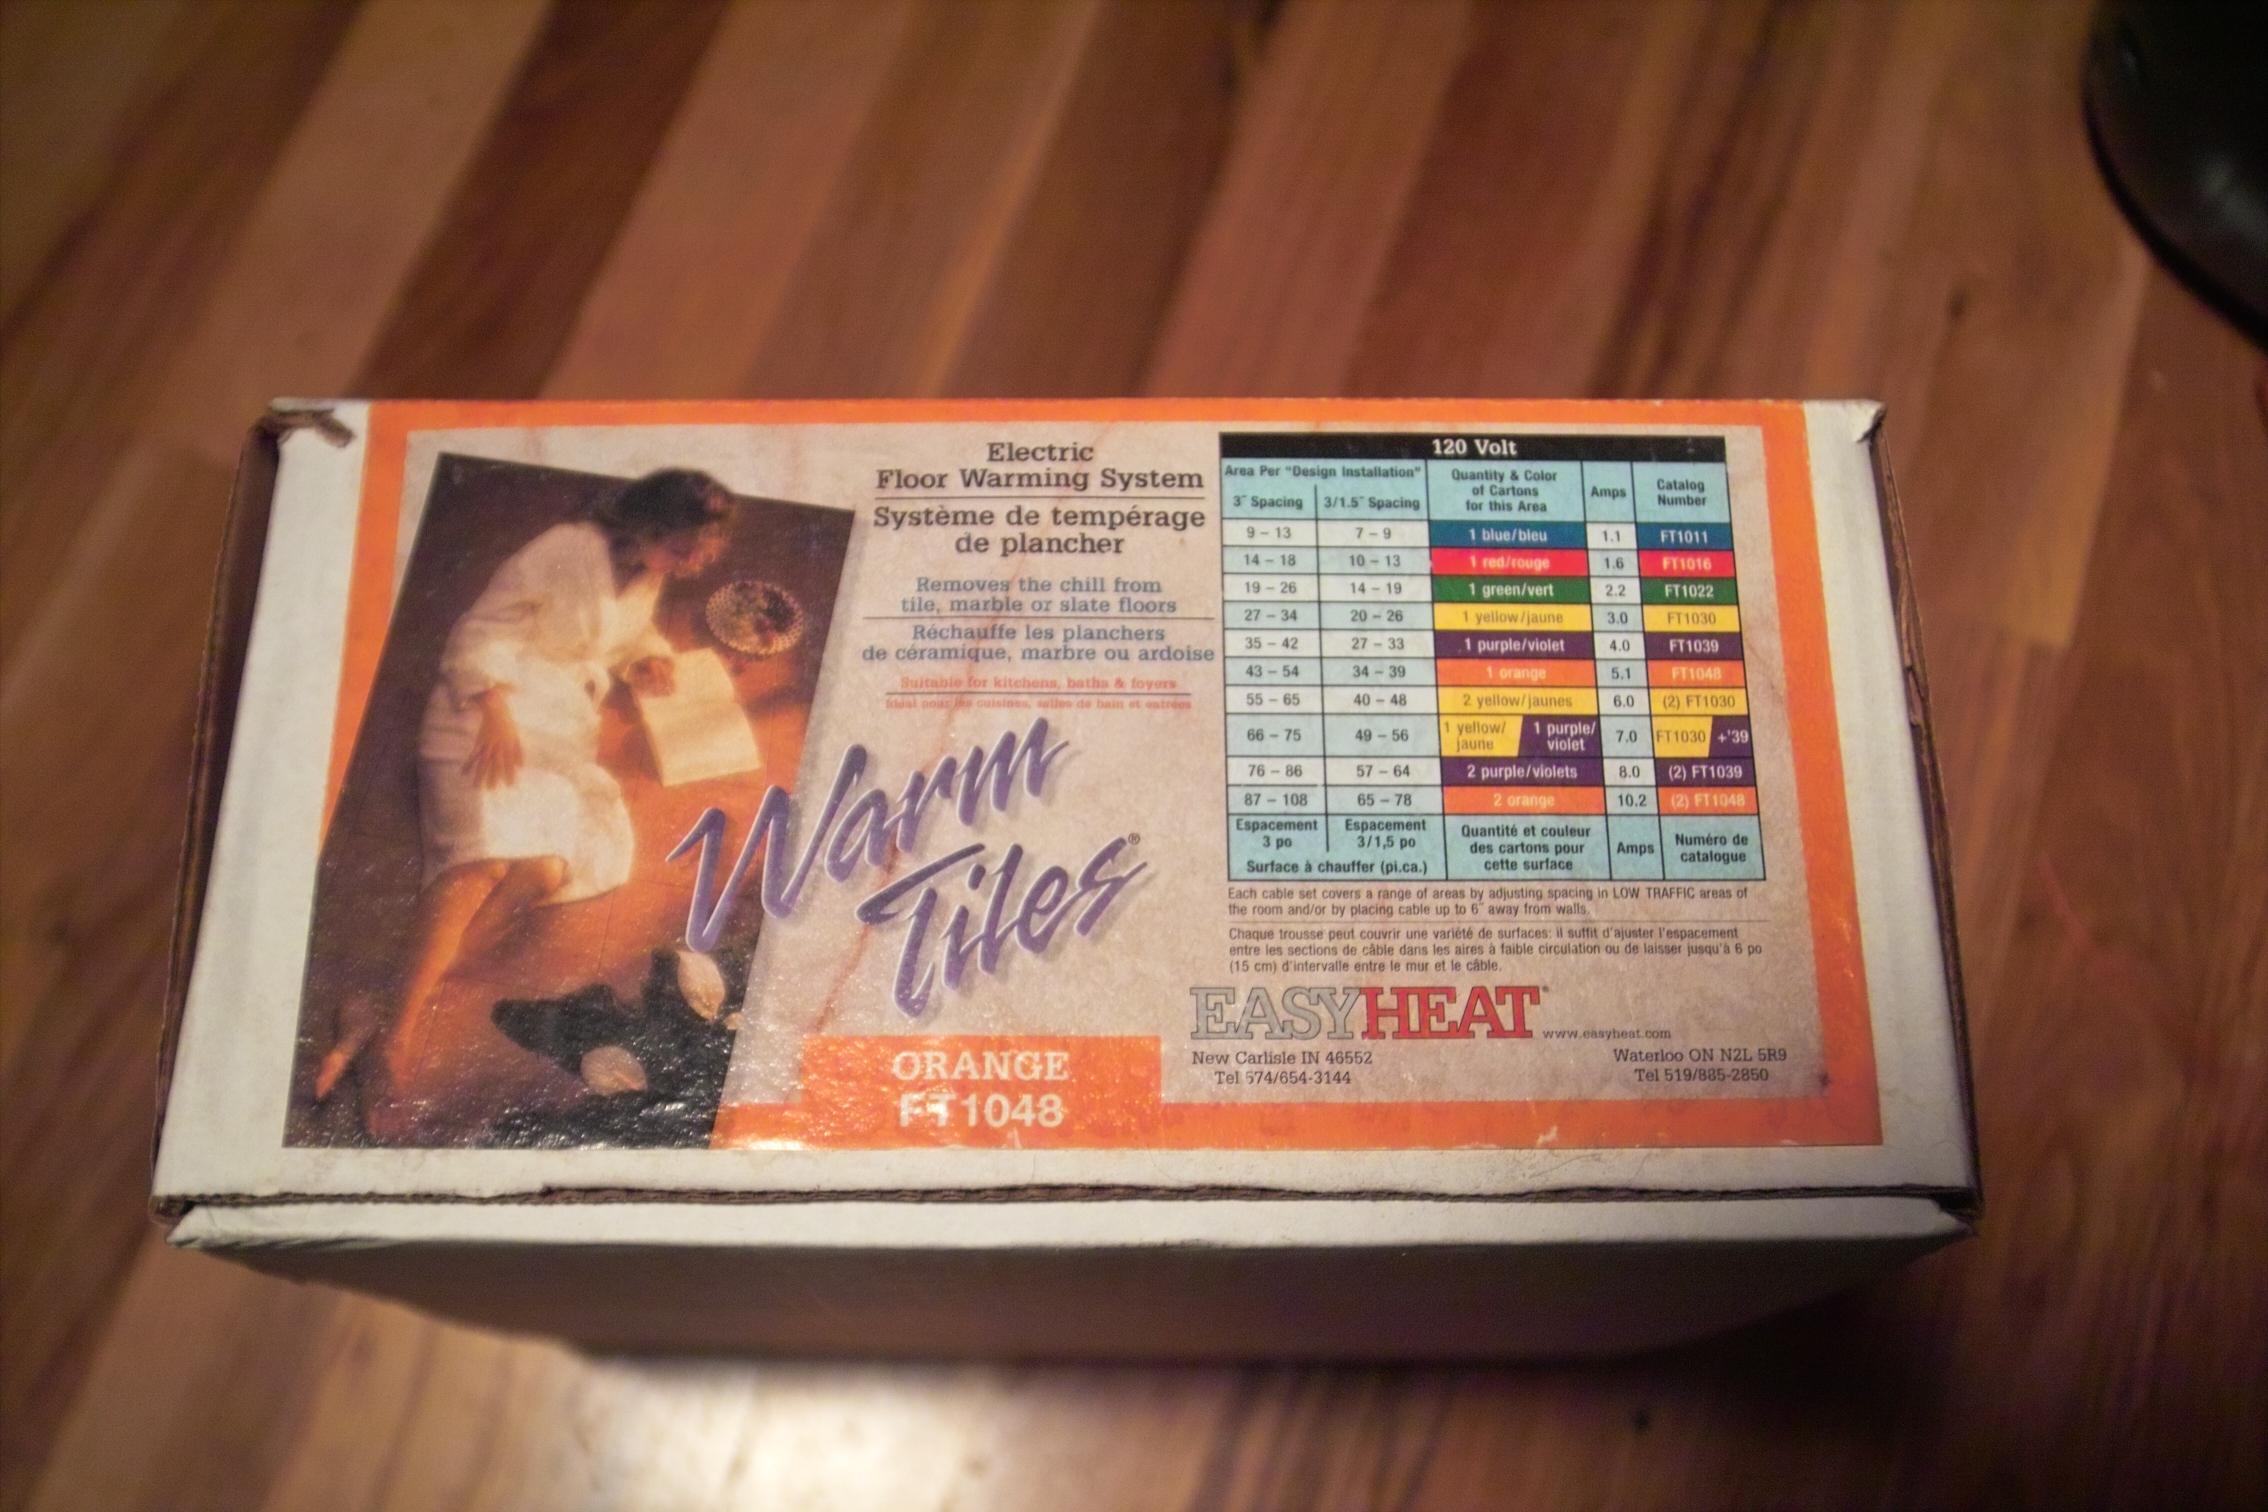 Electric
Floor Warming System
Système de tempérage
de plancher
Removes the chill from
tile, marble or slate floors
Réchauffe les planchers
de céramique, marbre ou ardoise
Suitable for kitchens, baths & foyers
Idéal pour les cuisines, salles de bain et entrées
Warm
Tiles®
ORANGE
FT1048
120 Volt
Area Per "Design Installation" Quantity & Color of Cartons for this Area Amps Catalog Number
3" Spacing 3/1.5" Spacing
9 - 13 7 - 9 1 blue/bleu 1.1 FT1011
14 - 18 10 - 13 1 red/rouge 1.6 FT1016
19 - 26 14 - 19 1 green/vert 2.2 FT1022
27 - 34 20 - 26 1 yellow/jaune 3.0 FT1030
35 - 42 27 - 33 1 purple/violet 4.0 FT1039
43 - 54 34 - 39 1 orange 5.1 FT1048
55 - 65 40 - 48 2 yellow/jaunes 6.0 (2) FT1030
66 - 75 49 - 56 1 yellow/jaune 1 purple/violet 7.0 FT1030 +'39
76 - 86 57 - 64 2 purple/violets 8.0 (2) FT1039
87 - 108 65 - 78 2 orange 10.2 (2) FT1048
Espacement 3 po Espacement 3/1,5 po Quantité et couleur des cartons pour cette surface Amps Numéro de catalogue
Surface à chauffer (pi.ca.)
Each cable set covers a range of areas by adjusting spacing in LOW TRAFFIC areas of
the room and/or by placing cable up to 6" away from walls.
Chaque trousse peut couvrir une variété de surfaces: il suffit d'ajuster l'espacement
entre les sections de câble dans les aires à faible circulation ou de laisser jusqu'à 6 po
(15 cm) d'intervalle entre le mur et le câble.
EASYHEAT® www.easyheat.com
New Carlisle IN 46552 Waterloo ON N2L 5R9
Tel 574/654-3144 Tel 519/885-2850